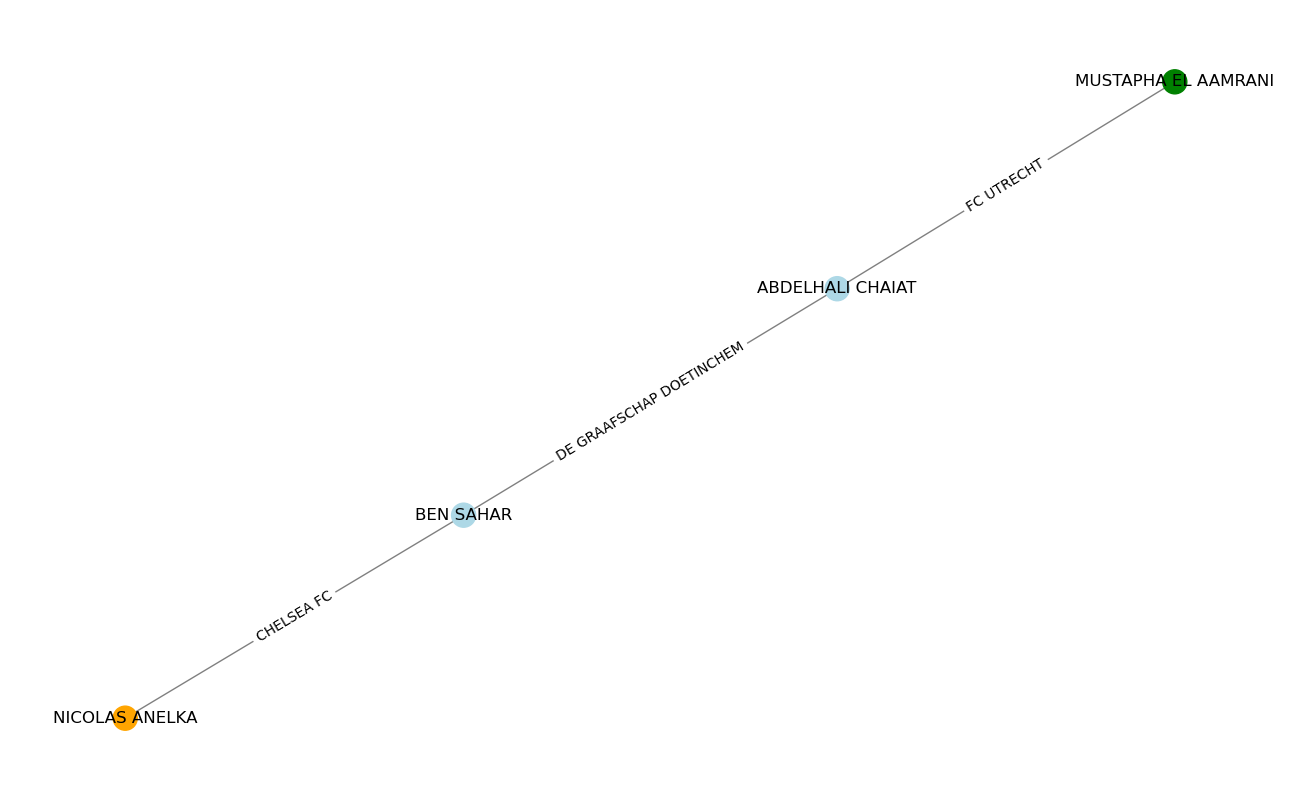 MUSTAPHA EL AAMRANI
FC UTRECHT
ABDELHALI CHAIAT
DE GRAAFSCHAP DOETINCHEM
BEN SAHAR
CHELSEA FC
NICOLAS ANELKA